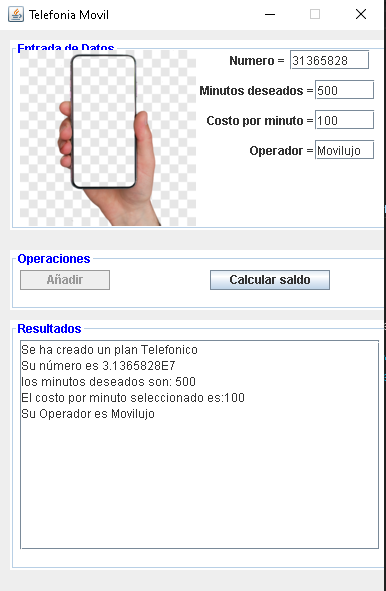 Telefonia Movil
Entrada de Datos
Numero = 31365828
Minutos deseados = 500
Costo por minuto = 100
Operador = Movilujo
Operaciones
Añadir Calcular saldo
Resultados
Se ha creado un plan Telefonico
Su número es 3.1365828E7
los minutos deseados son: 500
El costo por minuto seleccionado es:100
Su Operador es Movilujo